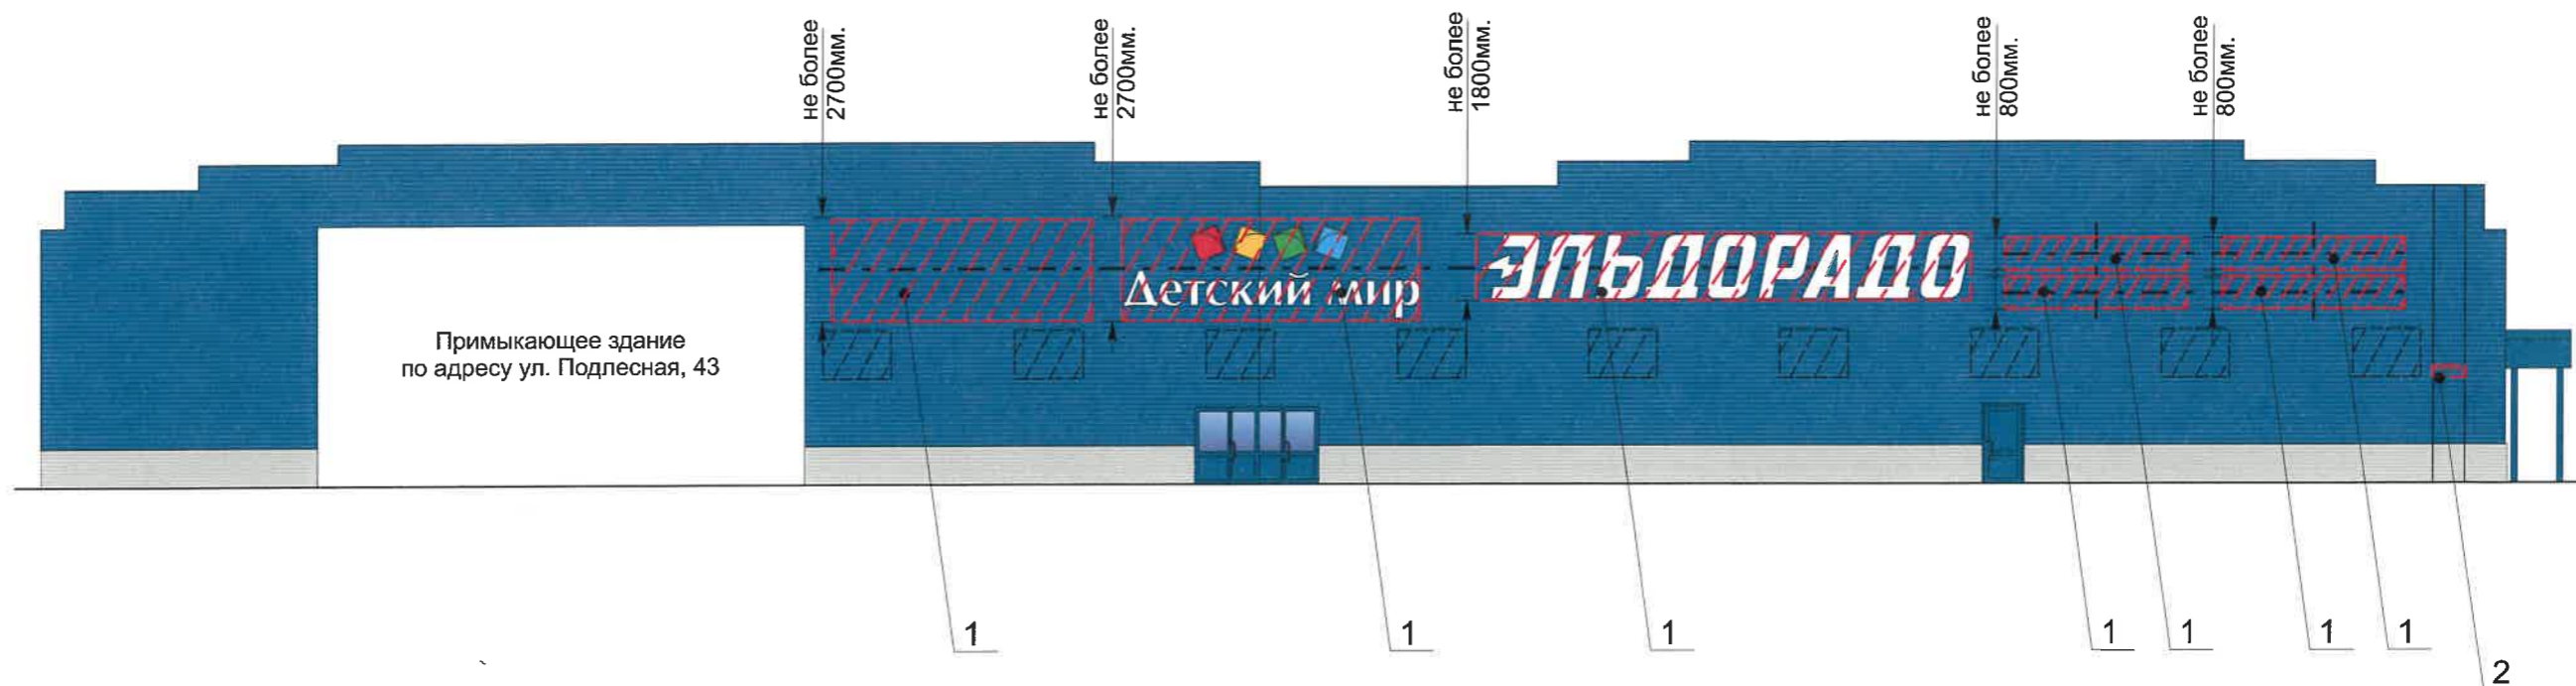 не более
2700мм.
не более
2700мм.
не более
1800мм.
не более
800мм.
не более
800мм.
Детский мир
ЭЛЬДОРАДО
Примыкающее здание
по адресу ул. Подлесная, 43
1
1
1
1
1
1
1
2